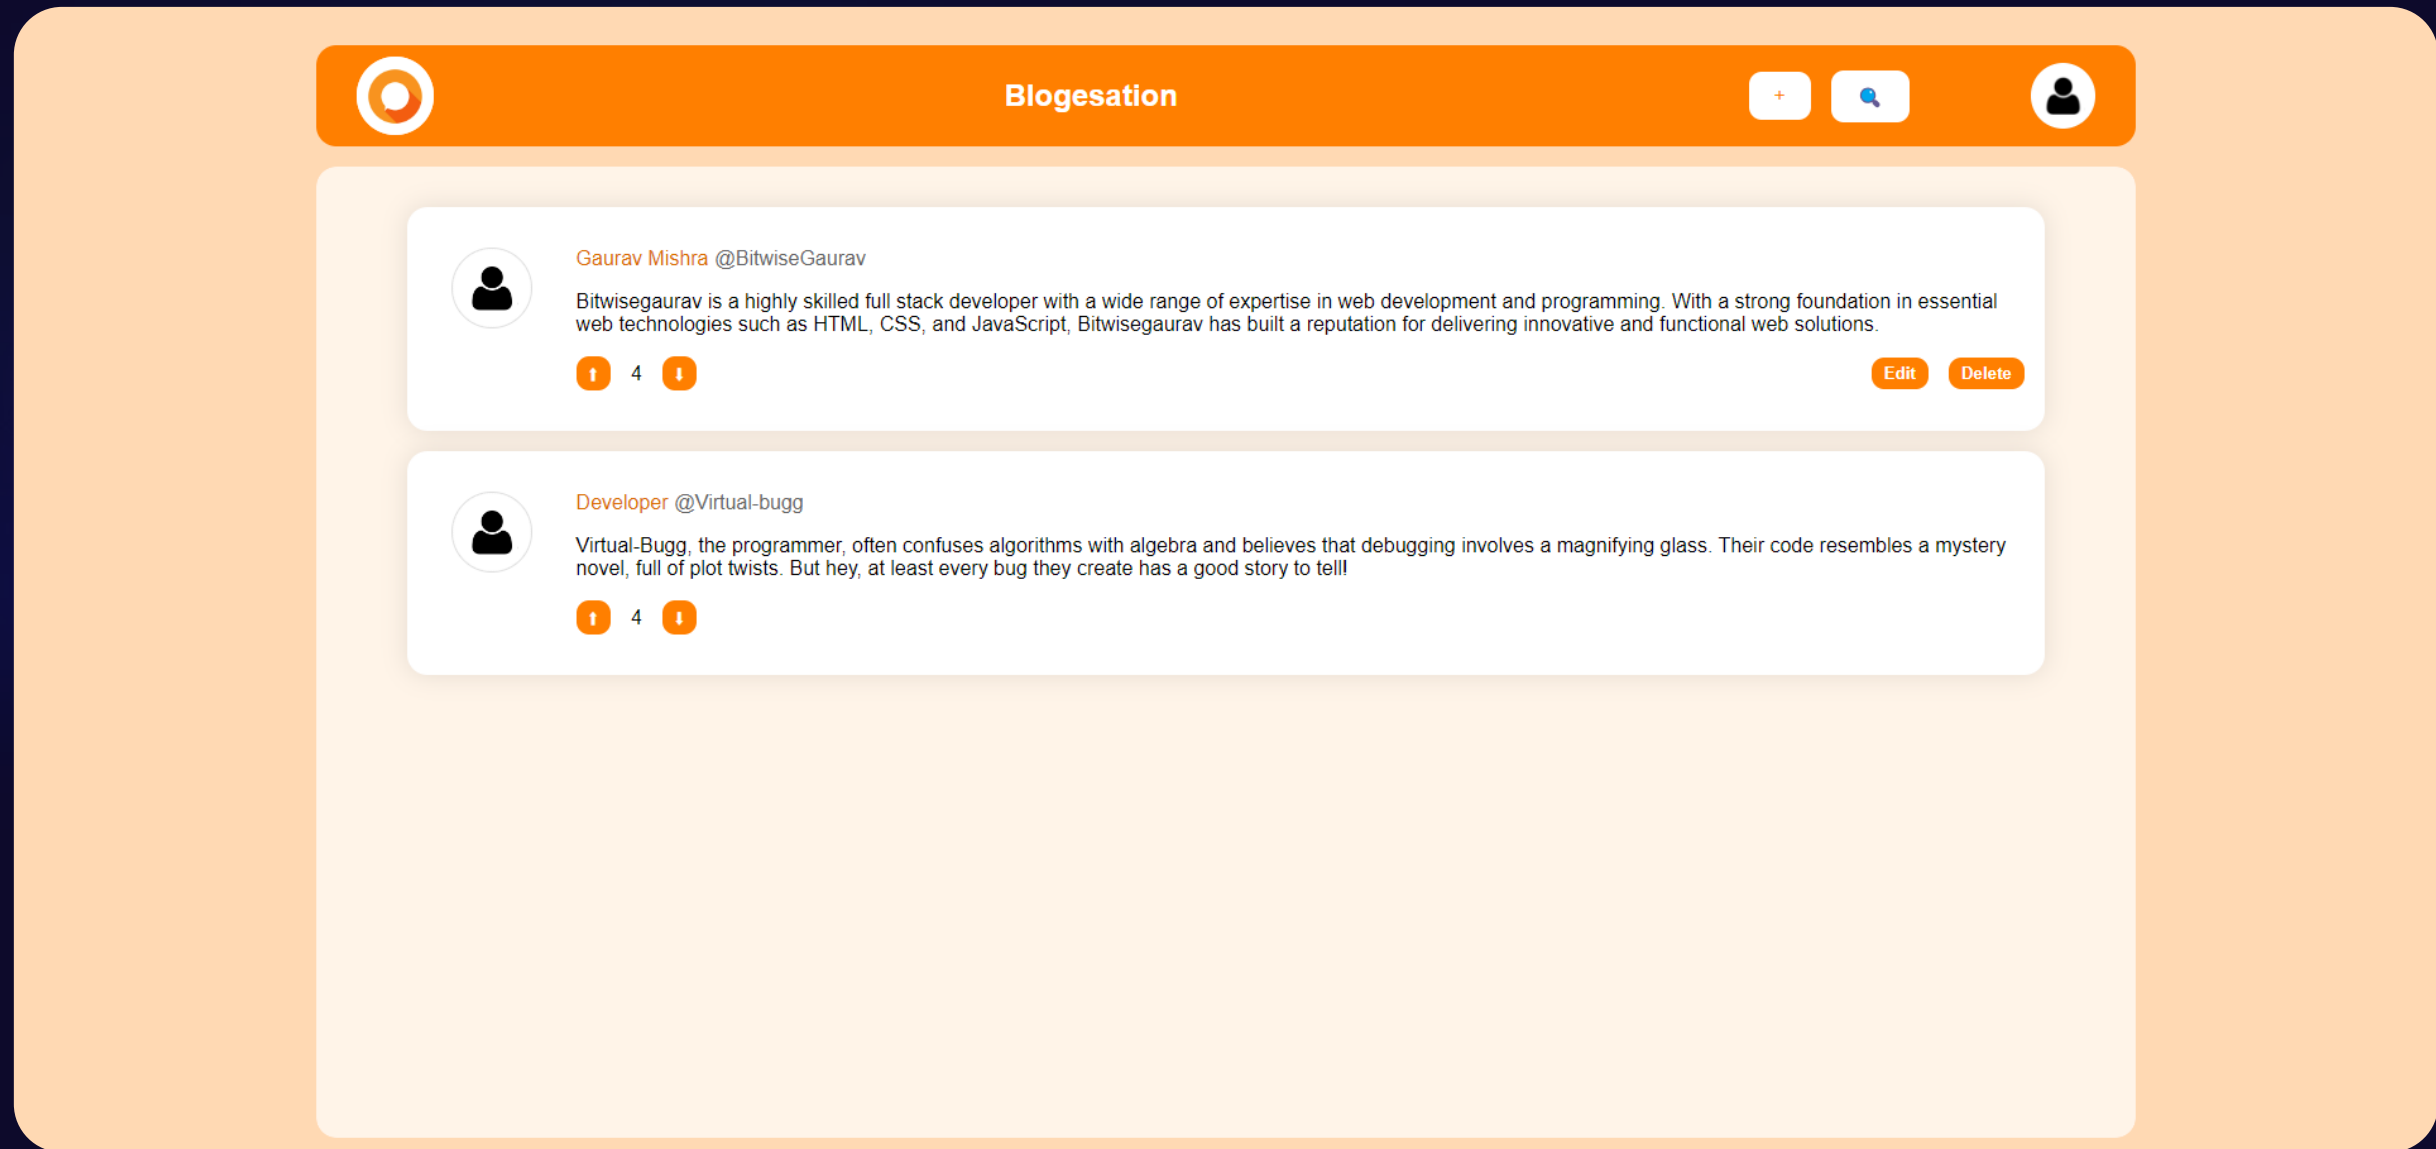 Blogesation
+
Gaurav Mishra @BitwiseGaurav
Bitwisegaurav is a highly skilled full stack developer with a wide range of expertise in web development and programming. With a strong foundation in essential
web technologies such as HTML, CSS, and JavaScript, Bitwisegaurav has built a reputation for delivering innovative and functional web solutions.
⬆ 4 ⬇ Edit Delete
Developer @Virtual-bugg
Virtual-Bugg, the programmer, often confuses algorithms with algebra and believes that debugging involves a magnifying glass. Their code resembles a mystery
novel, full of plot twists. But hey, at least every bug they create has a good story to tell!
⬆ 4 ⬇